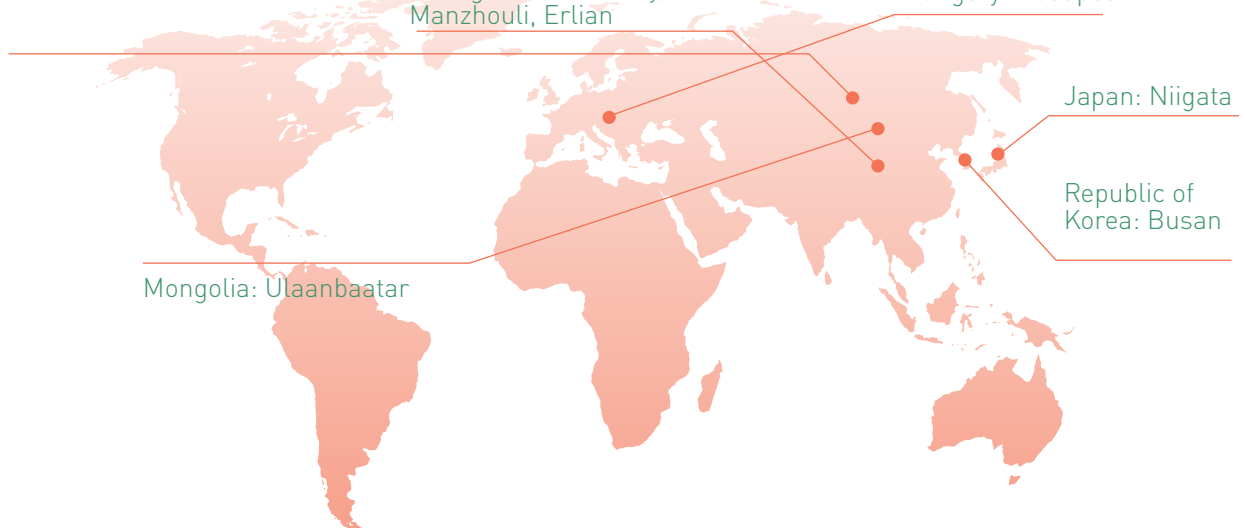 Manzhouli, Erlian
Japan: Niigata
Republic of
Korea: Busan
Mongolia: Ulaanbaatar